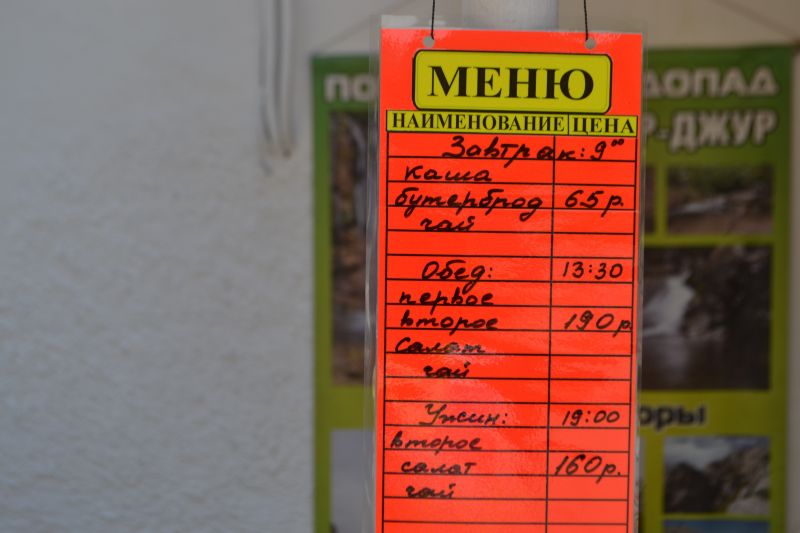 МЕНЮ
НАИМЕНОВАНИЕ ЦЕНА
Завтрак: 9⁰⁰
каша
бутерброд 65р.
чай
Обед: 13:30
первое
второе 190р.
салат
чай
Ужин: 19:00
второе
салат 160р.
чай
ДОПАД
Р-ДЖУР
оры